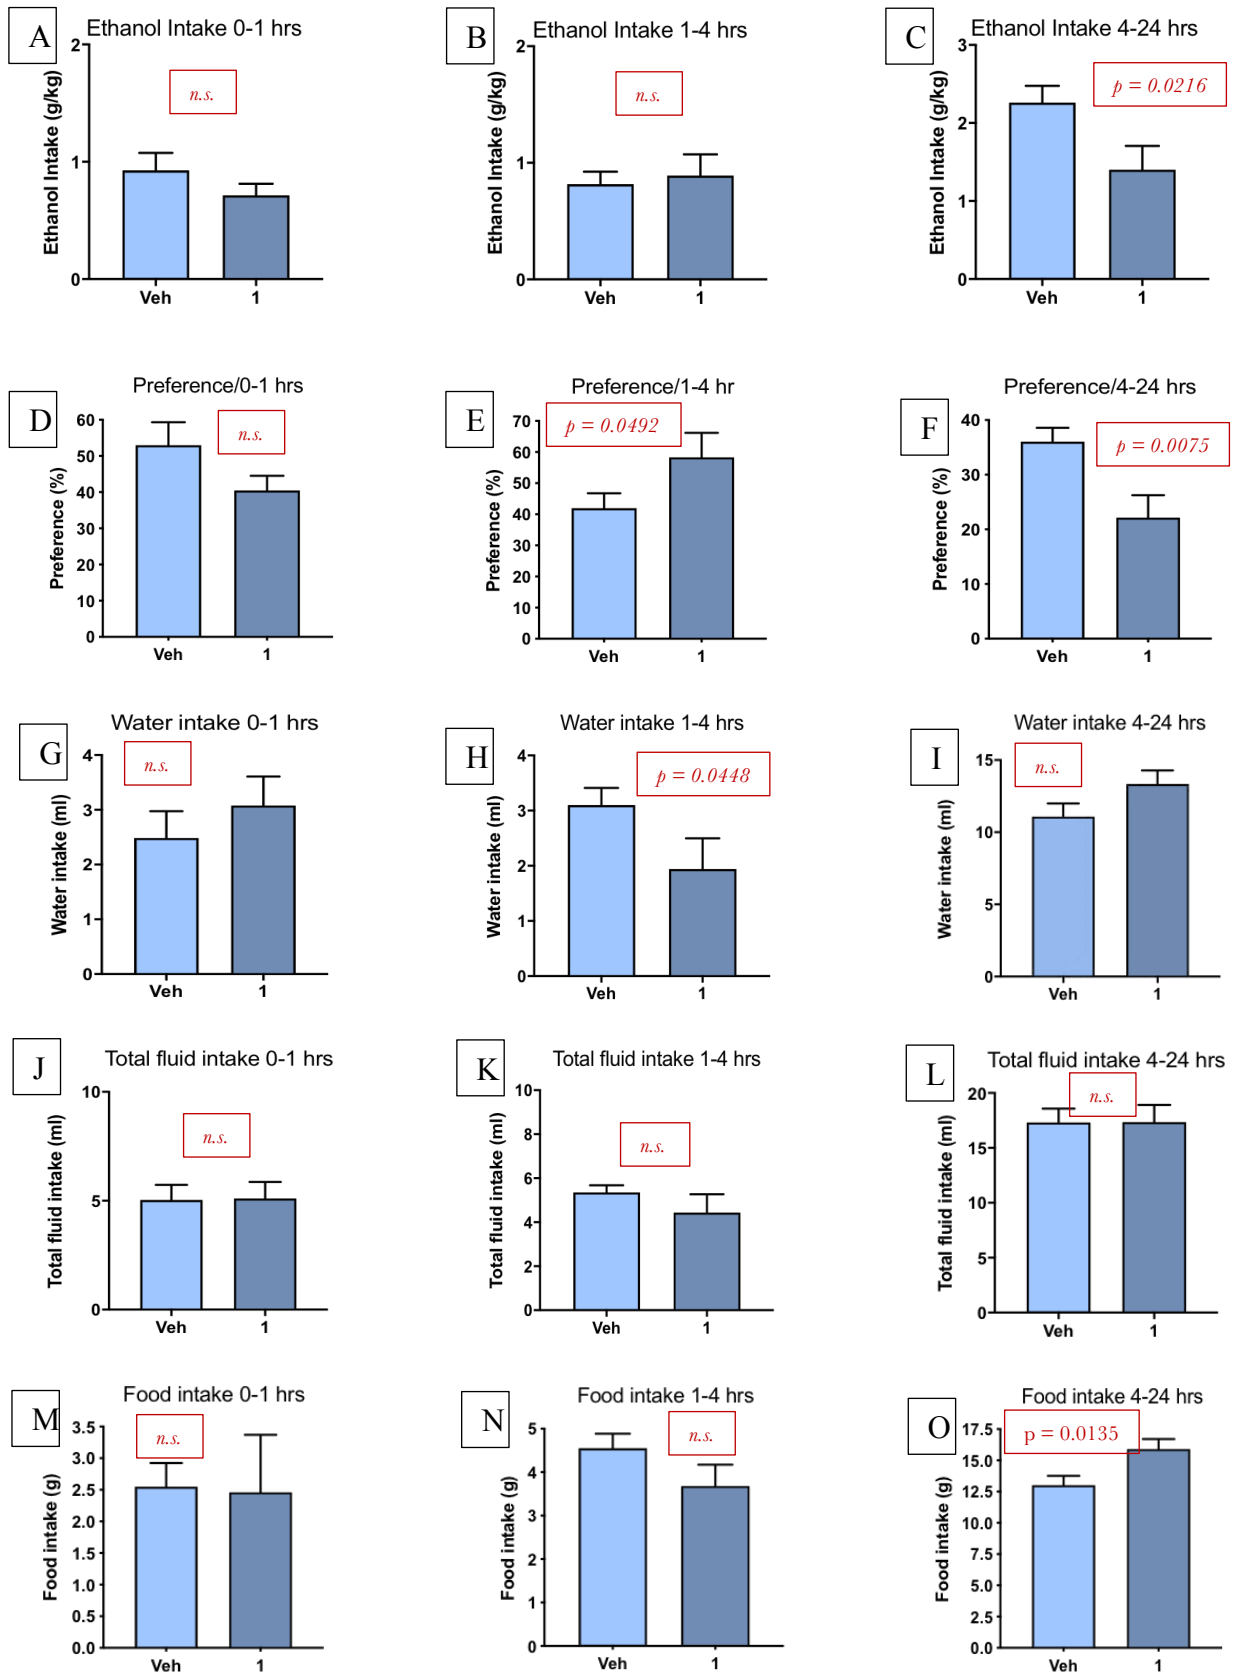 A
Ethanol Intake 0-1 hrs
n.s.
Ethanol Intake (g/kg)
2
1
0
Veh 1
B
Ethanol Intake 1-4 hrs
n.s.
Ethanol Intake (g/kg)
2
1
0
Veh 1
C
Ethanol Intake 4-24 hrs
p = 0.0216
Ethanol Intake (g/kg)
3
2
1
0
Veh 1
D
Preference/0-1 hrs
n.s.
Preference (%)
60
50
40
30
20
10
0
Veh 1
E
Preference/1-4 hr
p = 0.0492
Preference (%)
70
60
50
40
30
20
10
0
Veh 1
F
Preference/4-24 hrs
p = 0.0075
Preference (%)
40
30
20
10
0
Veh 1
G
Water intake 0-1 hrs
n.s.
Water intake (ml)
4
3
2
1
0
Veh 1
H
Water intake 1-4 hrs
p = 0.0448
Water intake (ml)
4
3
2
1
0
Veh 1
I
Water intake 4-24 hrs
n.s.
Water intake (ml)
15
10
5
0
Veh 1
J
Total fluid intake 0-1 hrs
n.s.
Total fluid intake (ml)
10
5
0
Veh 1
K
Total fluid intake 1-4 hrs
n.s.
Total fluid intake (ml)
10
8
6
4
2
0
Veh 1
L
Total fluid intake 4-24 hrs
n.s.
Total fluid intake (ml)
20
15
10
5
0
Veh 1
M
Food intake 0-1 hrs
n.s.
Food intake (g)
3.5
3.0
2.5
2.0
1.5
1.0
0.5
0.0
Veh 1
N
Food intake 1-4 hrs
n.s.
Food intake (g)
5
4
3
2
1
0
Veh 1
O
Food intake 4-24 hrs
p = 0.0135
Food intake (g)
17.5
15.0
12.5
10.0
7.5
5.0
2.5
0.0
Veh 1